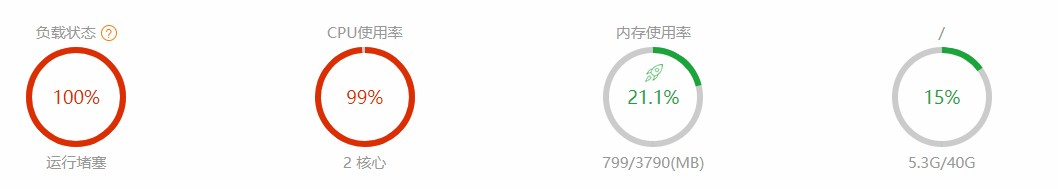 负载状态 ?
CPU使用率
内存使用率
/
100%
99%
21.1%
15%
运行堵塞
2 核心
799/3790(MB)
5.3G/40G